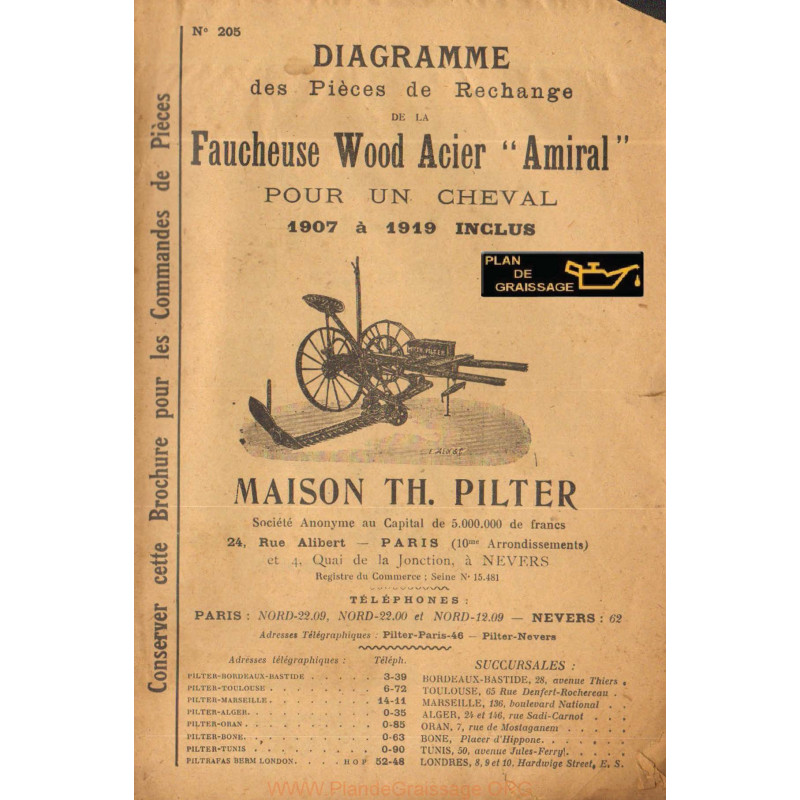 N° 205
DIAGRAMME
des Pièces de Rechange
DE LA
Faucheuse Wood Acier "Amiral"
POUR UN CHEVAL
1907 à 1919 INCLUS
PLAN
DE
GRAISSAGE
MAISON TH. PILTER
Société Anonyme au Capital de 5.000.000 de francs
24, Rue Alibert — PARIS (10me Arrondissements)
et 4, Quai de la Jonction, à NEVERS
Registre du Commerce ; Seine N° 15.481
TÉLÉPHONES :
PARIS : NORD-22.09, NORD-22.00 et NORD-12.09 — NEVERS : 62
Adresses Télégraphiques : Pilter-Paris-46 — Pilter-Nevers
Adresses télégraphiques : Téléph.
PILTER-BORDEAUX-BASTIDE . . . . . 3-39
PILTER-TOULOUSE . . . . . 6-72
PILTER-MARSEILLE . . . . . 14-11
PILTER-ALGER. . . . . 0-35
PILTER-ORAN . . . . . 0-85
PILTER-BONE. . . . . 0-63
PILTER-TUNIS . . . . . 0-90
PILTRAFAS BERM LONDON. . . . HOP 52-48
SUCCURSALES :
BORDEAUX-BASTIDE, 28, avenue Thiers .
TOULOUSE, 65 Rue Denfert-Rochereau .
MARSEILLE, 136, boulevard National . .
ALGER, 24 et 146, rue Sadi-Carnot . . .
ORAN, 7, rue de Mostaganem . . .
BONE, Placer d'Hippone. . . . .
TUNIS, 50, avenue Jules-Ferry!. . . .
LONDRES, 8, 9 et 10, Hardwige Street, E. S.
Conserver cette Brochure pour les Commandes de Pièces
www.PlandeGraissage.ORG